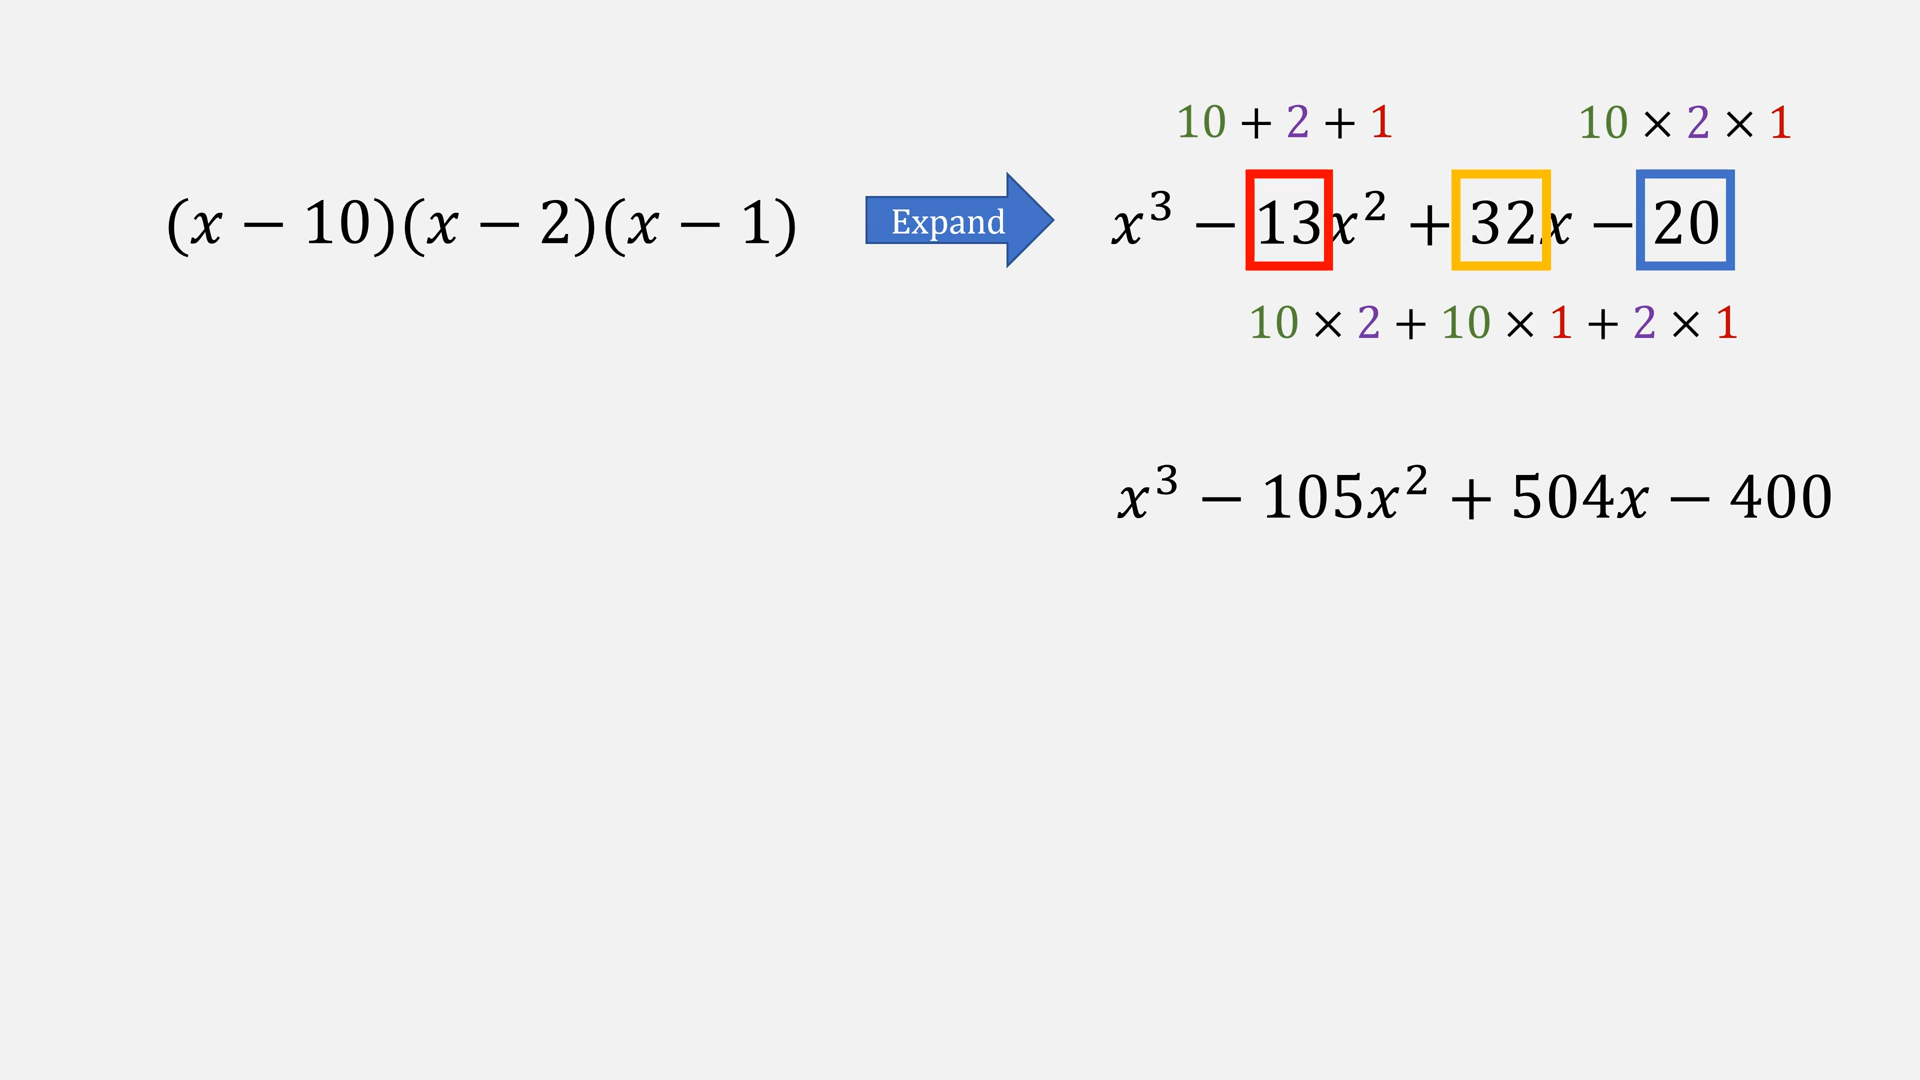 10 + 2 + 1
10 × 2 × 1
(x − 10)(x − 2)(x − 1)
Expand
x³ − 13x² + 32x − 20
10 × 2 + 10 × 1 + 2 × 1
x³ − 105x² + 504x − 400